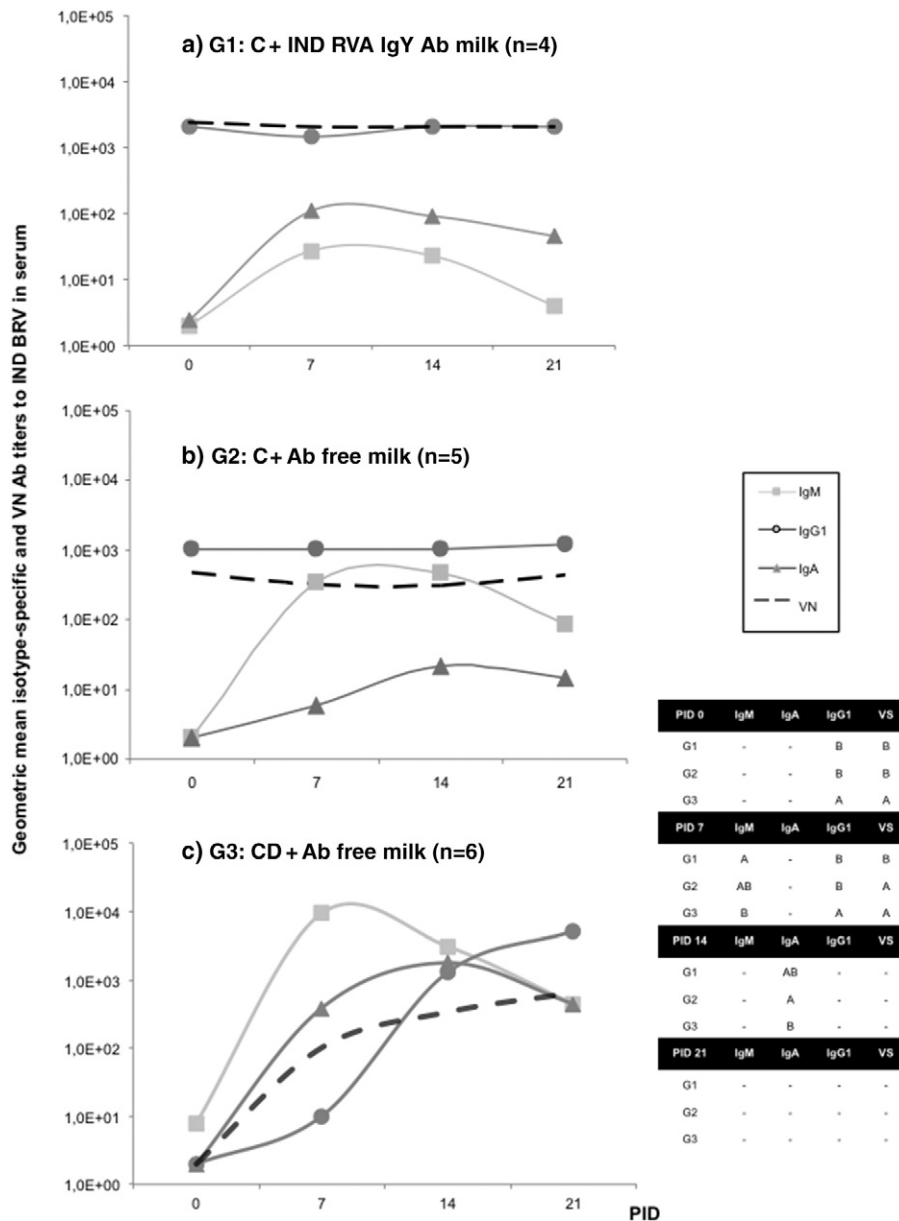 Geometric mean isotype-specific and VN Ab titers to IND BRV in serum
a) G1: C+ IND RVA IgY Ab milk (n=4)
1,0E+05
1,0E+04
1,0E+03
1,0E+02
1,0E+01
1,0E+00
0 7 14 21
b) G2: C+ Ab free milk (n=5)
1,0E+05
1,0E+04
1,0E+03
1,0E+02
1,0E+01
1,0E+00
0 7 14 21
c) G3: CD+ Ab free milk (n=6)
1,0E+05
1,0E+04
1,0E+03
1,0E+02
1,0E+01
1,0E+00
0 7 14 21
PID
IgM
IgG1
IgA
VN
PID 0 IgM IgA IgG1 VS
G1 - - B B
G2 - - B B
G3 - - A A
PID 7 IgM IgA IgG1 VS
G1 A - B B
G2 AB - B A
G3 B - A A
PID 14 IgM IgA IgG1 VS
G1 - AB - -
G2 - A - -
G3 - B - -
PID 21 IgM IgA IgG1 VS
G1 - - - -
G2 - - - -
G3 - - - -